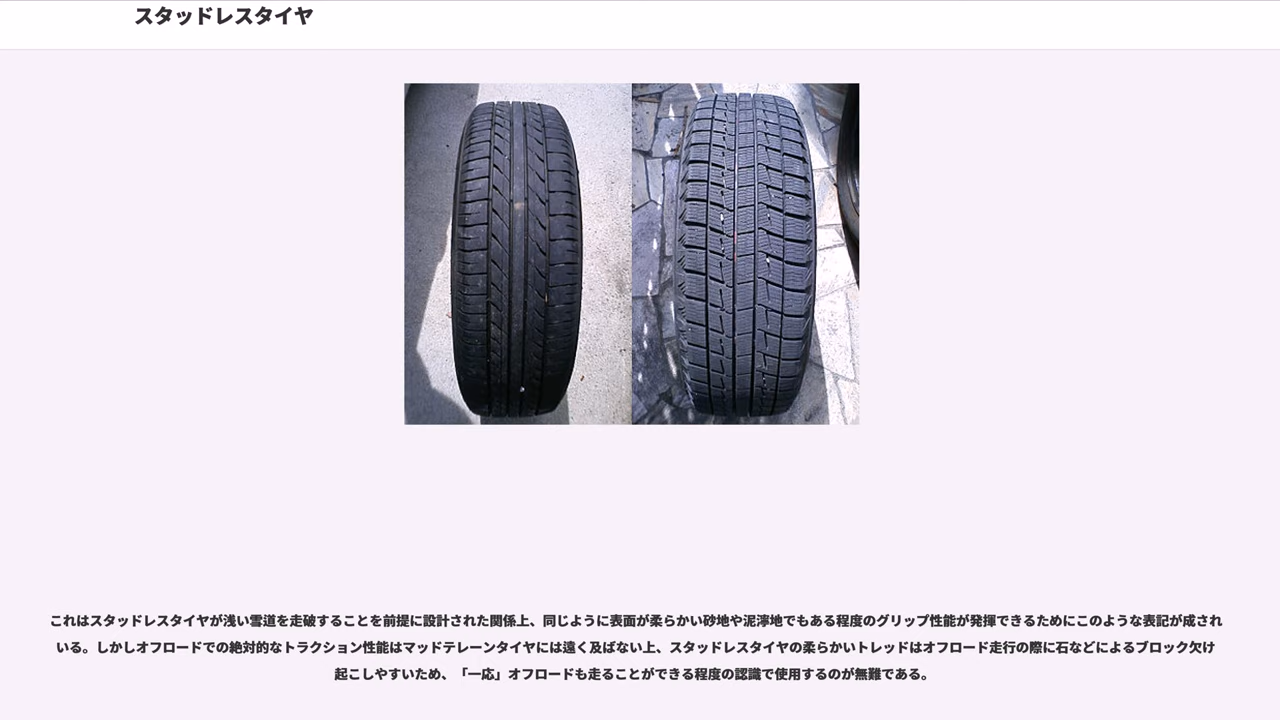 スタッドレスタイヤ
これはスタッドレスタイヤが浅い雪道を走破することを前提に設計された関係上、同じように表面が柔らかい砂地や泥濘地でもある程度のグリップ性能が発揮できるためにこのような表記が成され
いる。しかしオフロードでの絶対的なトラクション性能はマッドテレーンタイヤには遠く及ばない上、スタッドレスタイヤの柔らかいトレッドはオフロード走行の際に石などによるブロック欠け
起こしやすいため、「一応」オフロードも走ることができる程度の認識で使用するのが無難である。